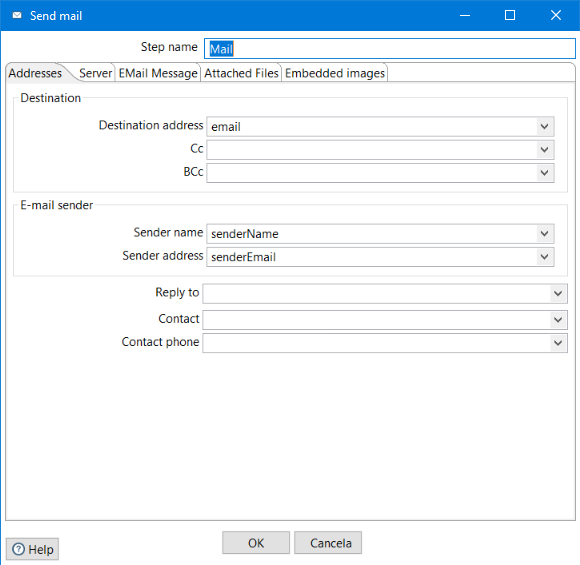 Send mail
Step name Mail
Addresses Server EMail Message Attached Files Embedded images
Destination
Destination address email
Cc
BCc
E-mail sender
Sender name senderName
Sender address senderEmail
Reply to
Contact
Contact phone
Help OK Cancela